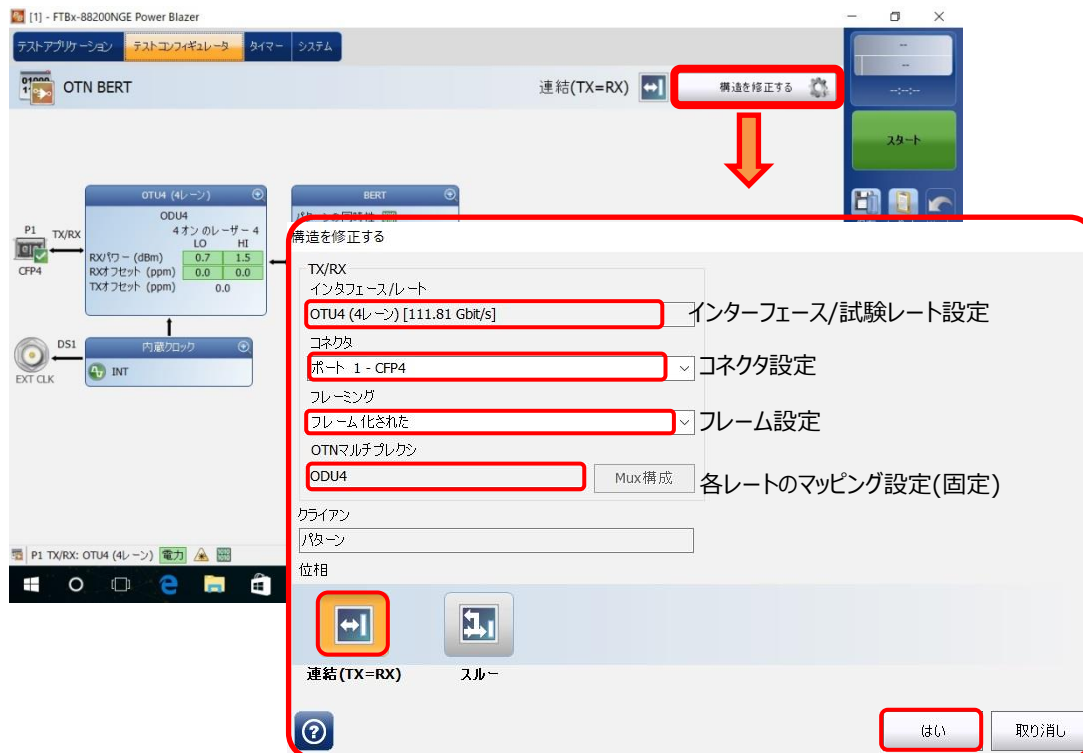 [1] - FTBx-88200NGE Power Blazer
テストアプリケーション テストコンフィギュレータ タイマー システム
OTN BERT
連結(TX=RX)
構造を修正する
--
--
--:--:--
スタート
OTU4 (4レーン)
ODU4
4オン のレーザー 4
LO HI
RXパワー (dBm) 0.7 1.5
RXオフセット (ppm) 0.0 0.0
TXオフセット (ppm) 0.0
P1 TX/RX
CFP4
BERT
DS1
EXT CLK
内蔵クロック
INT
構造を修正する
TX/RX
インタフェース/レート
OTU4 (4レーン) [111.81 Gbit/s] インターフェース/試験レート設定
コネクタ
ポート 1 - CFP4 コネクタ設定
フレーミング
フレーム化された フレーム設定
OTNマルチプレクシ
ODU4 Mux構成 各レートのマッピング設定(固定)
クライアン
パターン
位相
連結(TX=RX) スルー
はい 取り消し
P1 TX/RX: OTU4 (4レーン) 電力